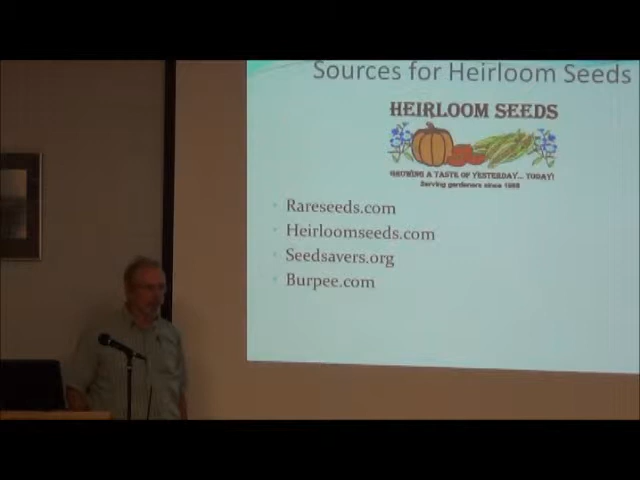 Sources for Heirloom Seeds
HEIRLOOM SEEDS
GROWING A TASTE OF YESTERDAY... TODAY!
Serving gardeners since 1988
Rareseeds.com
Heirloomseeds.com
Seedsavers.org
Burpee.com